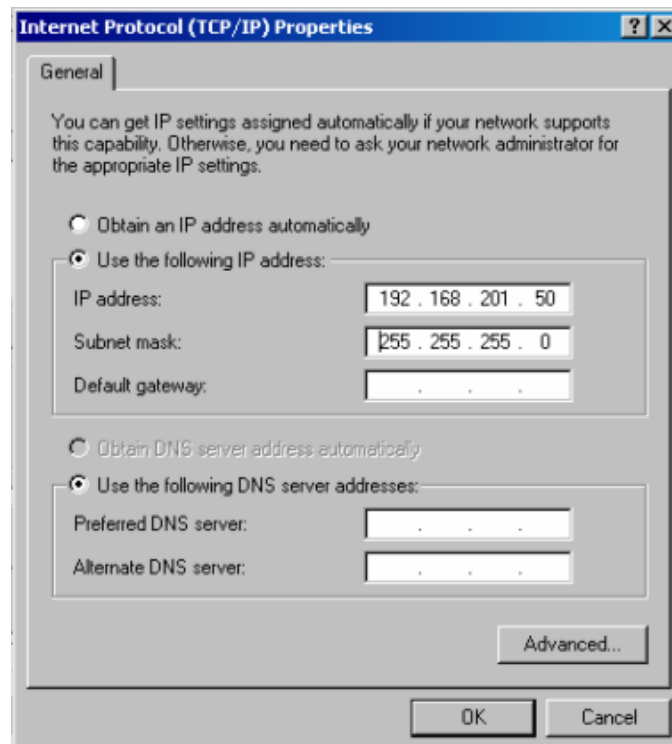 Internet Protocol (TCP/IP) Properties
General
You can get IP settings assigned automatically if your network supports
this capability. Otherwise, you need to ask your network administrator for
the appropriate IP settings.
Obtain an IP address automatically
Use the following IP address:
IP address: 192 . 168 . 201 . 50
Subnet mask: 255 . 255 . 255 . 0
Default gateway: . . .
Obtain DNS server address automatically
Use the following DNS server addresses:
Preferred DNS server: . . .
Alternate DNS server: . . .
Advanced...
OK Cancel